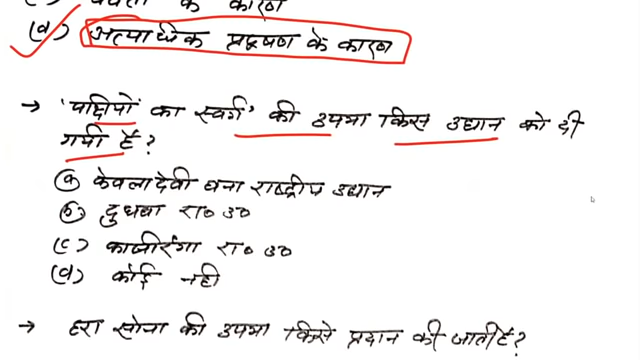 के कारण
(d) अत्याधिक प्रदूषण के कारण
→ 'पक्षियों का स्वर्ग' की उपमा किस उद्यान को दी
गयी है?
(a) केवलादेवी घना राष्ट्रीय उद्यान
(b) दुधवा रा० उ०
(c) काजीरंगा रा० उ०
(d) कोई नही
→ हरा सोना की उपमा किसे प्रदान की जाती है?